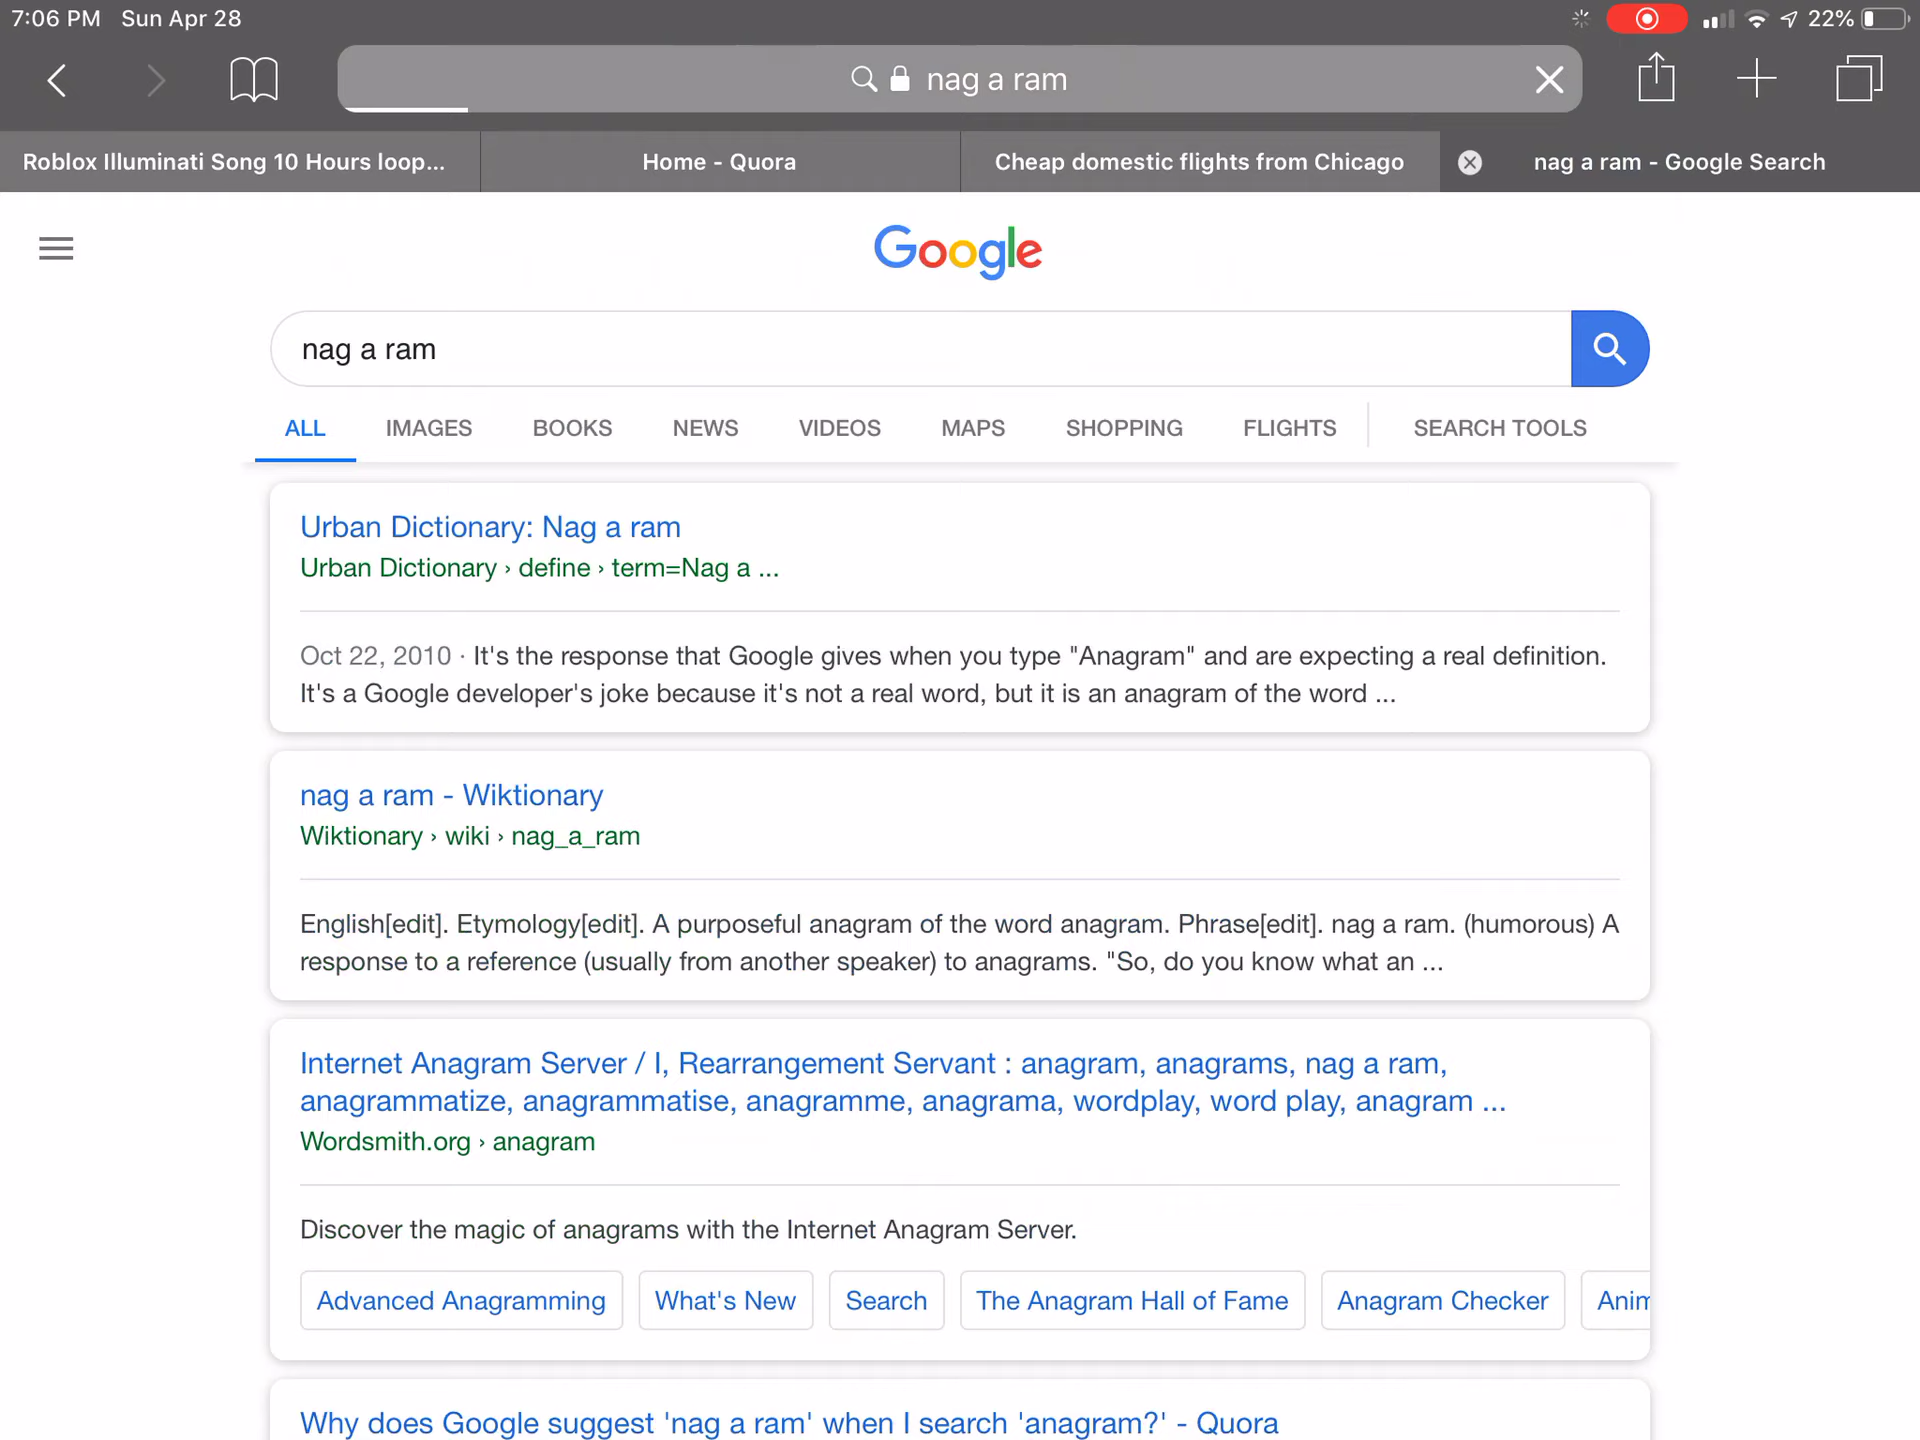 7:06 PM Sun Apr 28
22%
nag a ram
Roblox Illuminati Song 10 Hours loop...
Home - Quora
Cheap domestic flights from Chicago
nag a ram - Google Search
Google
nag a ram
ALL IMAGES BOOKS NEWS VIDEOS MAPS SHOPPING FLIGHTS SEARCH TOOLS
Urban Dictionary: Nag a ram
Urban Dictionary › define › term=Nag a ...
Oct 22, 2010 · It's the response that Google gives when you type "Anagram" and are expecting a real definition.
It's a Google developer's joke because it's not a real word, but it is an anagram of the word ...
nag a ram - Wiktionary
Wiktionary › wiki › nag_a_ram
English[edit]. Etymology[edit]. A purposeful anagram of the word anagram. Phrase[edit]. nag a ram. (humorous) A
response to a reference (usually from another speaker) to anagrams. "So, do you know what an ...
Internet Anagram Server / I, Rearrangement Servant : anagram, anagrams, nag a ram,
anagrammatize, anagrammatise, anagramme, anagrama, wordplay, word play, anagram ...
Wordsmith.org › anagram
Discover the magic of anagrams with the Internet Anagram Server.
Advanced Anagramming What's New Search The Anagram Hall of Fame Anagram Checker Anim
Why does Google suggest 'nag a ram' when I search 'anagram?' - Quora